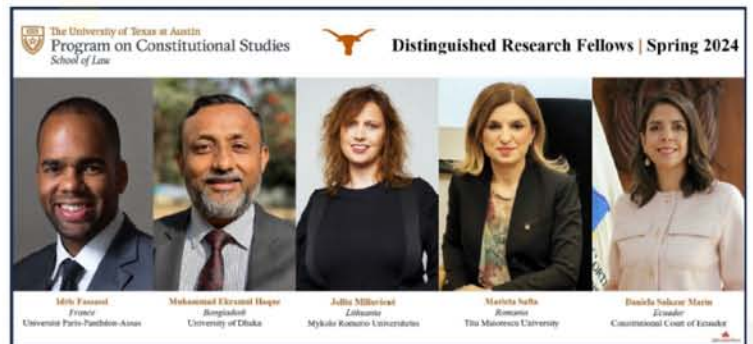 The University of Texas at Austin
Program on Constitutional Studies
School of Law
Distinguished Research Fellows | Spring 2024
Idris Fassassi
France
Université Paris-Panthéon-Assas
Muhammad Ekramul Haque
Bangladesh
University of Dhaka
Lithuania
Mykolo Romerio Universitetas
Marieta Safta
Romania
Titu Maiorescu University
Daniela Salazar Marín
Ecuador
Constitutional Court of Ecuador